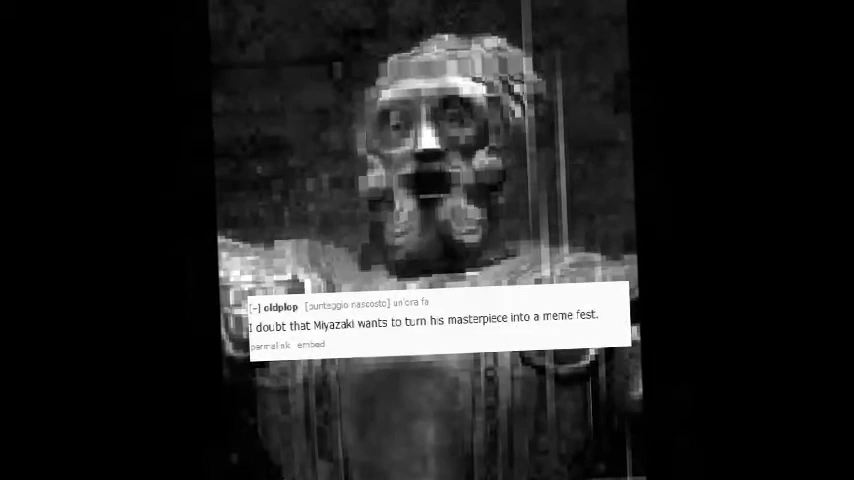 [–] oldplop [punteggio nascosto] un'ora fa
I doubt that Miyazaki wants to turn his masterpiece into a meme fest.
permalink embed